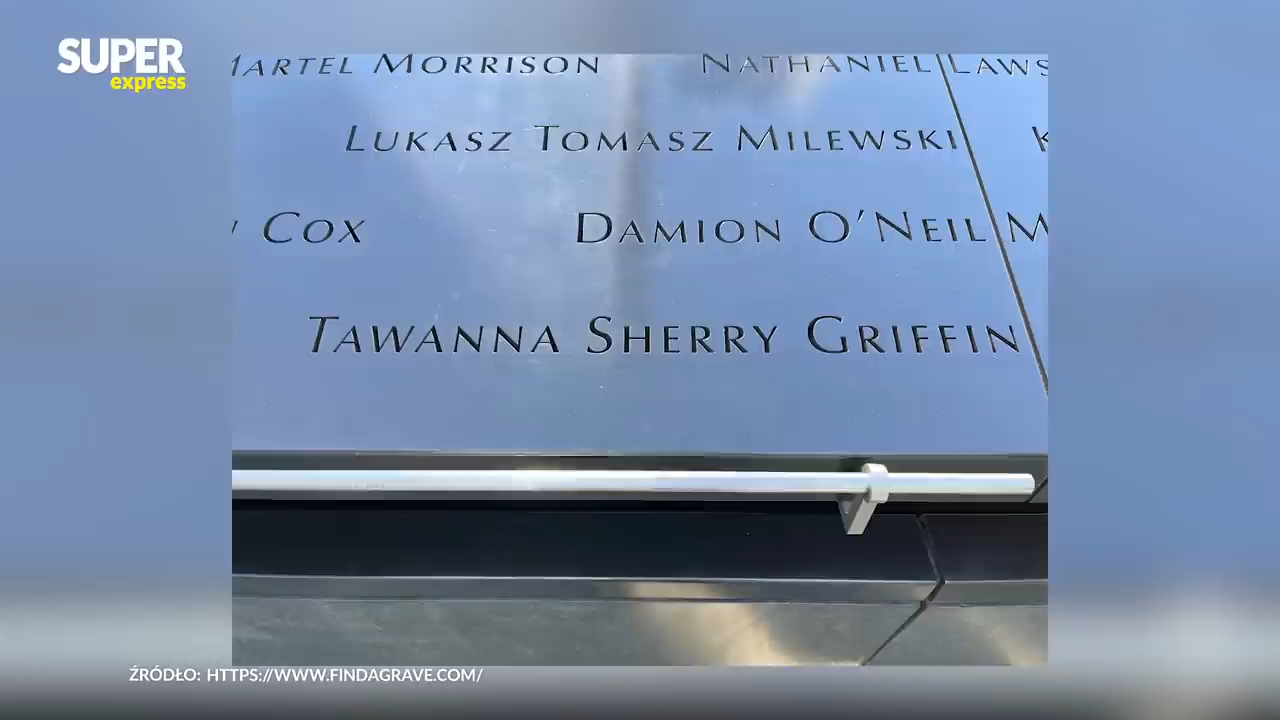 SUPER
express
MARTEL MORRISON NATHANIEL LAWS
LUKASZ TOMASZ MILEWSKI K
COX DAMION O'NEIL M
TAWANNA SHERRY GRIFFIN
ŹRÓDŁO: HTTPS://WWW.FINDAGRAVE.COM/